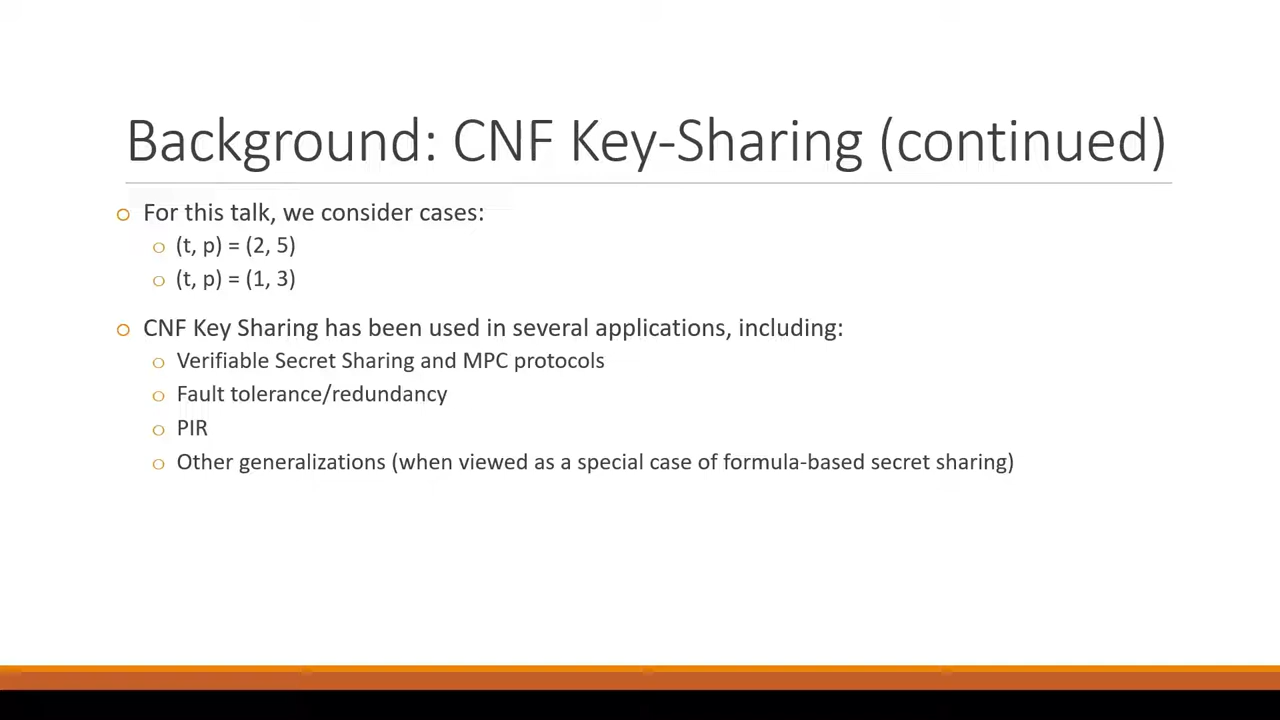 Background: CNF Key-Sharing (continued)
o For this talk, we consider cases:
o (t, p) = (2, 5)
o (t, p) = (1, 3)
o CNF Key Sharing has been used in several applications, including:
o Verifiable Secret Sharing and MPC protocols
o Fault tolerance/redundancy
o PIR
o Other generalizations (when viewed as a special case of formula-based secret sharing)